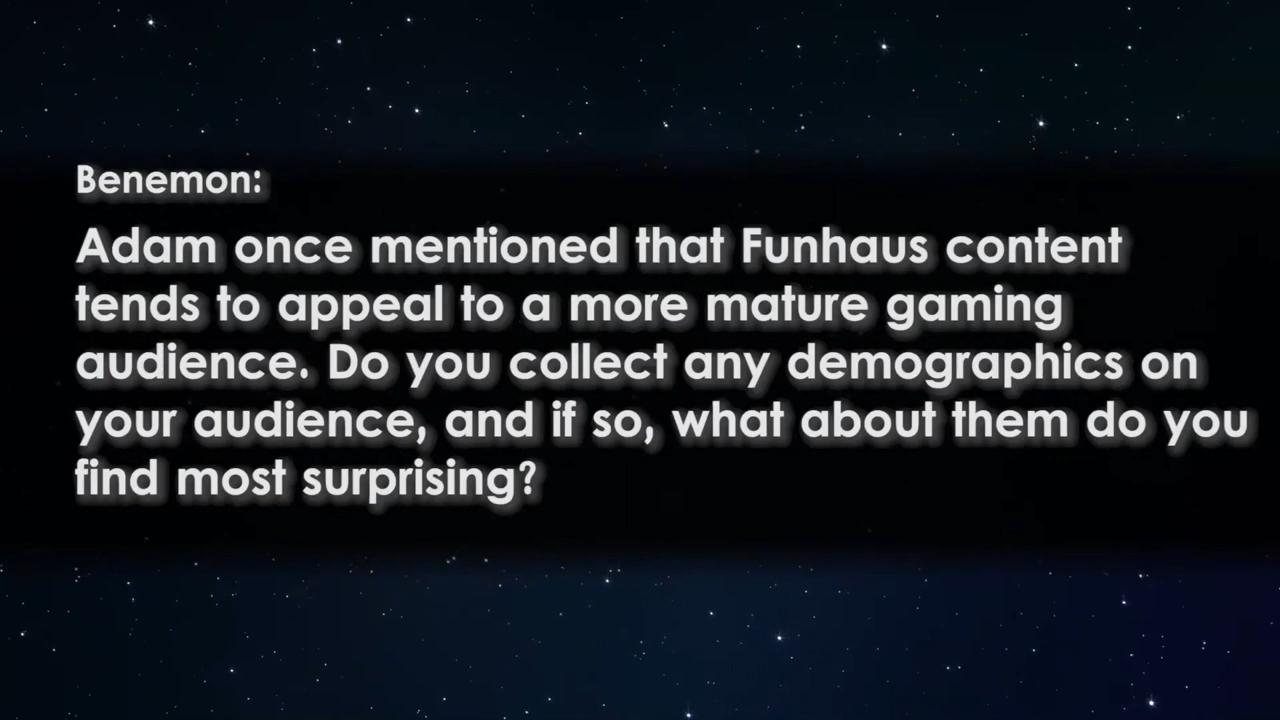 Benemon:
Adam once mentioned that Funhaus content
tends to appeal to a more mature gaming
audience. Do you collect any demographics on
your audience, and if so, what about them do you
find most surprising?